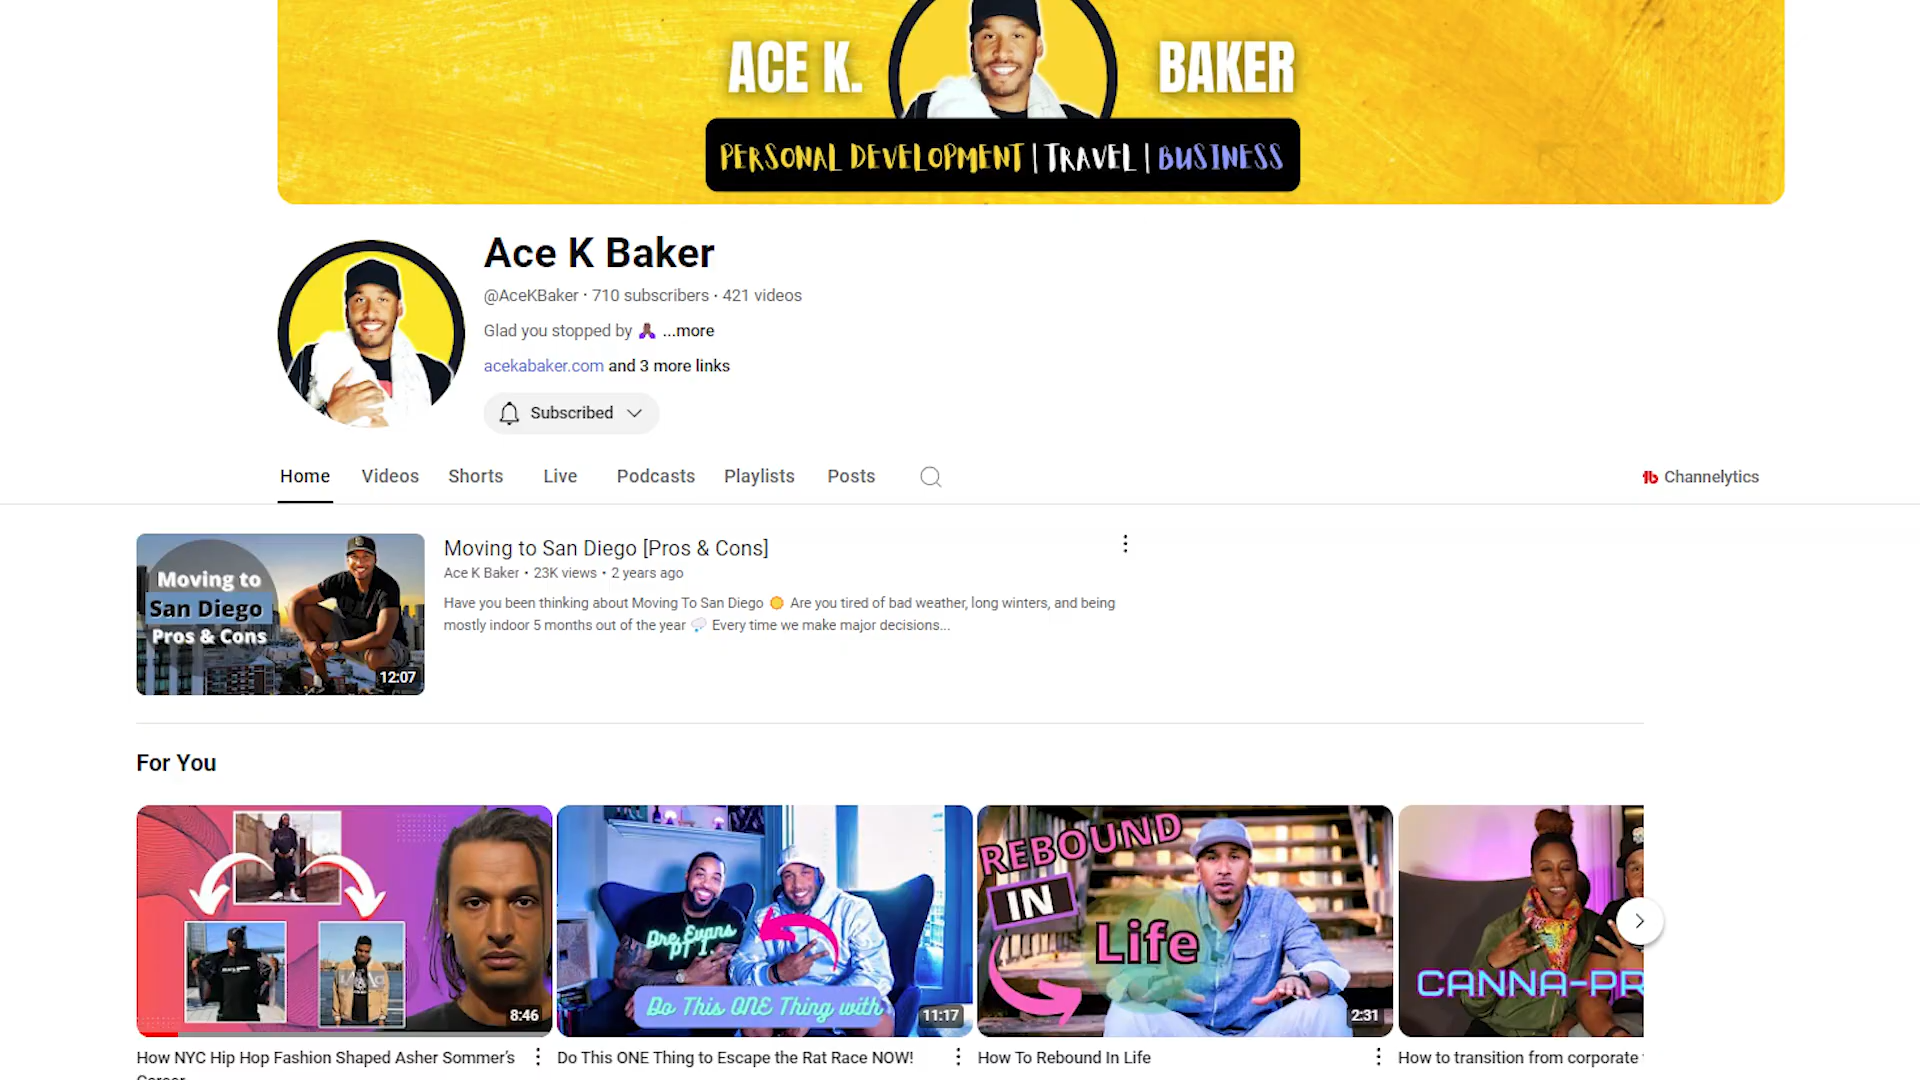 ACE K. BAKER
PERSONAL DEVELOPMENT | TRAVEL | BUSINESS
Ace K Baker
@AceKBaker • 710 subscribers • 421 videos
Glad you stopped by ...more
acekabaker.com and 3 more links
Subscribed
Home Videos Shorts Live Podcasts Playlists Posts
Channelytics
Moving to
San Diego
Pros & Cons
12:07
Moving to San Diego [Pros & Cons]
Ace K Baker • 23K views • 2 years ago
Have you been thinking about Moving To San Diego Are you tired of bad weather, long winters, and being
mostly indoor 5 months out of the year Every time we make major decisions...
For You
8:46
Dre Evans
PT 1.
Do This ONE Thing with
11:17
REBOUND
IN
Life
2:31
CANNA-PR
How NYC Hip Hop Fashion Shaped Asher Sommer's
Career
Do This ONE Thing to Escape the Rat Race NOW!
How To Rebound In Life
How to transition from corporate